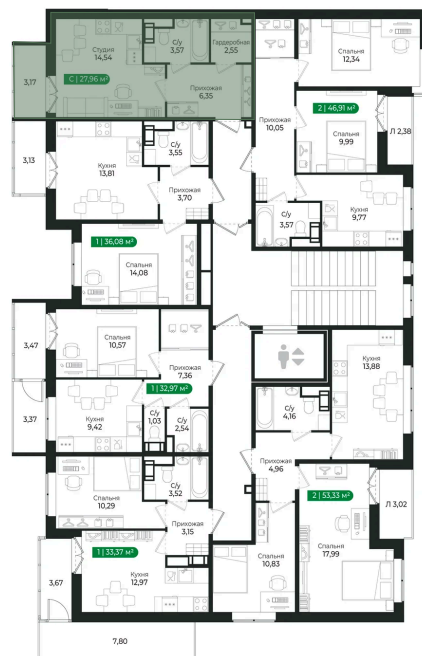 Студия
14,54
С/у
3,57
Гардеробная
2,55
Спальня
12,34
3,17
С | 27,96 м²
Прихожая
6,35
2 | 46,91 м²
Спальня
9,99
Л 2,38
Прихожая
10,05
3,13
Кухня
13,81
С/у
3,55
Прихожая
3,70
С/у
3,57
Кухня
9,77
1 | 36,08 м²
Спальня
14,08
3,47
Спальня
10,57
Прихожая
7,36
1 | 32,97 м²
Кухня
13,88
3,37
Кухня
9,42
С/у
1,03
С/у
2,54
С/у
4,16
Спальня
10,29
С/у
3,52
Прихожая
4,96
2 | 53,33 м²
Спальня
17,99
Л 3,02
Прихожая
3,15
1 | 33,37 м²
Кухня
12,97
Спальня
10,83
3,67
7,80